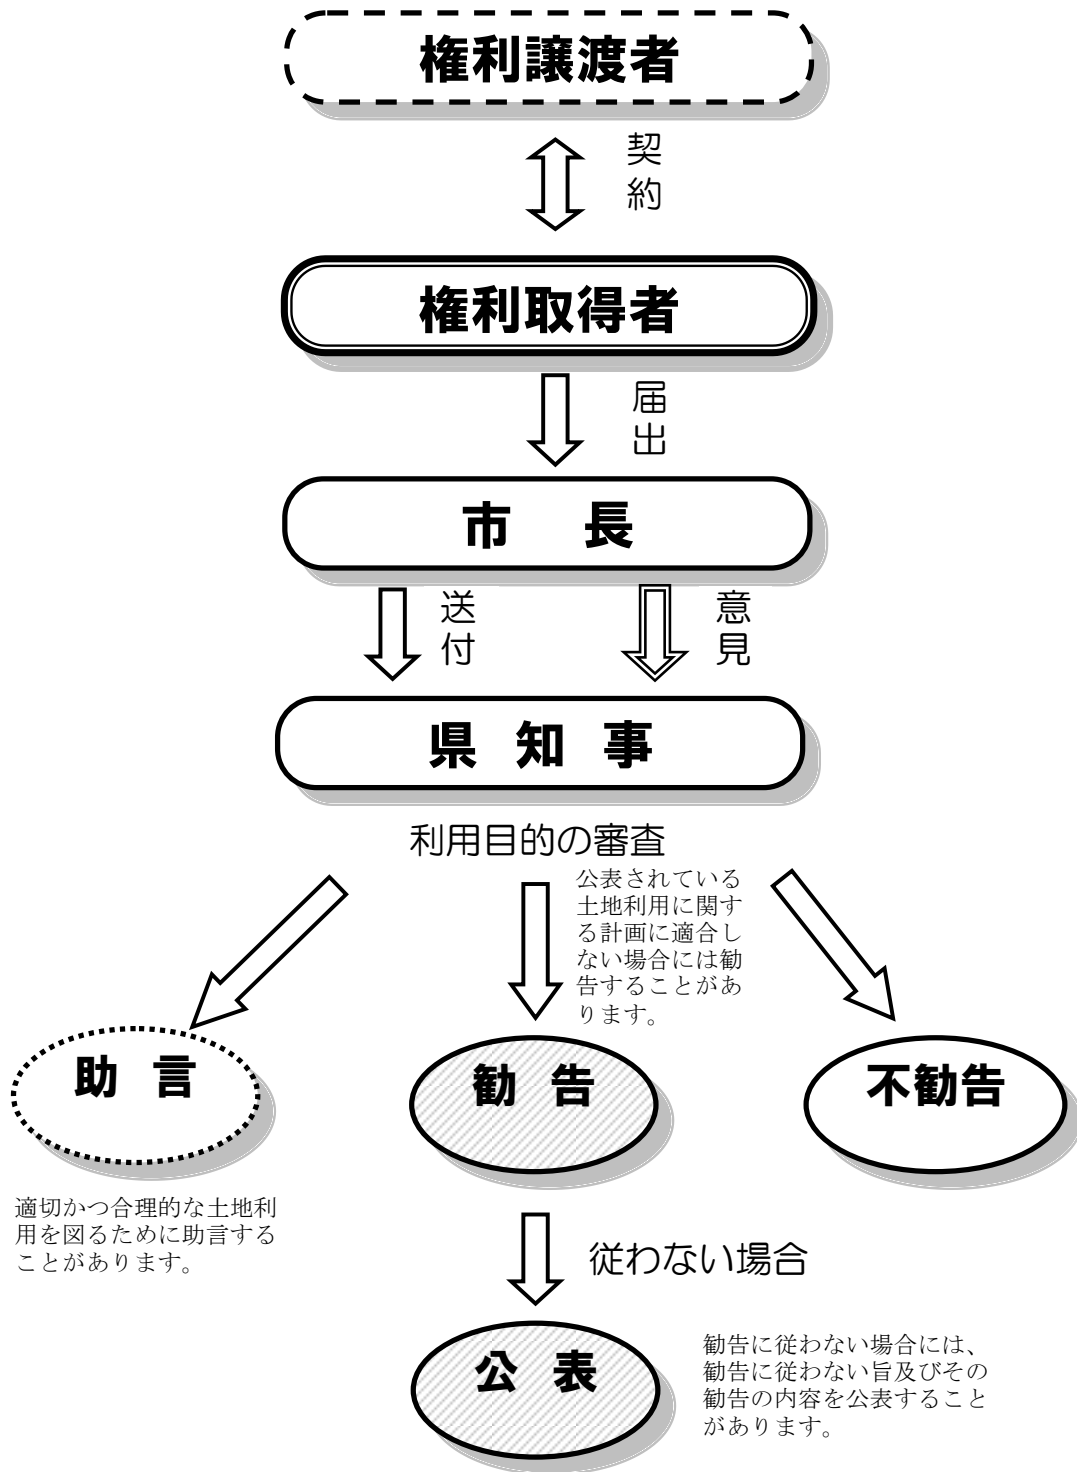 権利譲渡者
契約
権利取得者
届出
市　長
送付
意見
県　知　事
利用目的の審査
公表されている
土地利用に関す
る計画に適合し
ない場合には勧
告することがあ
ります。
助　言
勧　告
不勧告
適切かつ合理的な土地利
用を図るために助言する
ことがあります。
従わない場合
公　表
勧告に従わない場合には、
勧告に従わない旨及びその
勧告の内容を公表すること
があります。